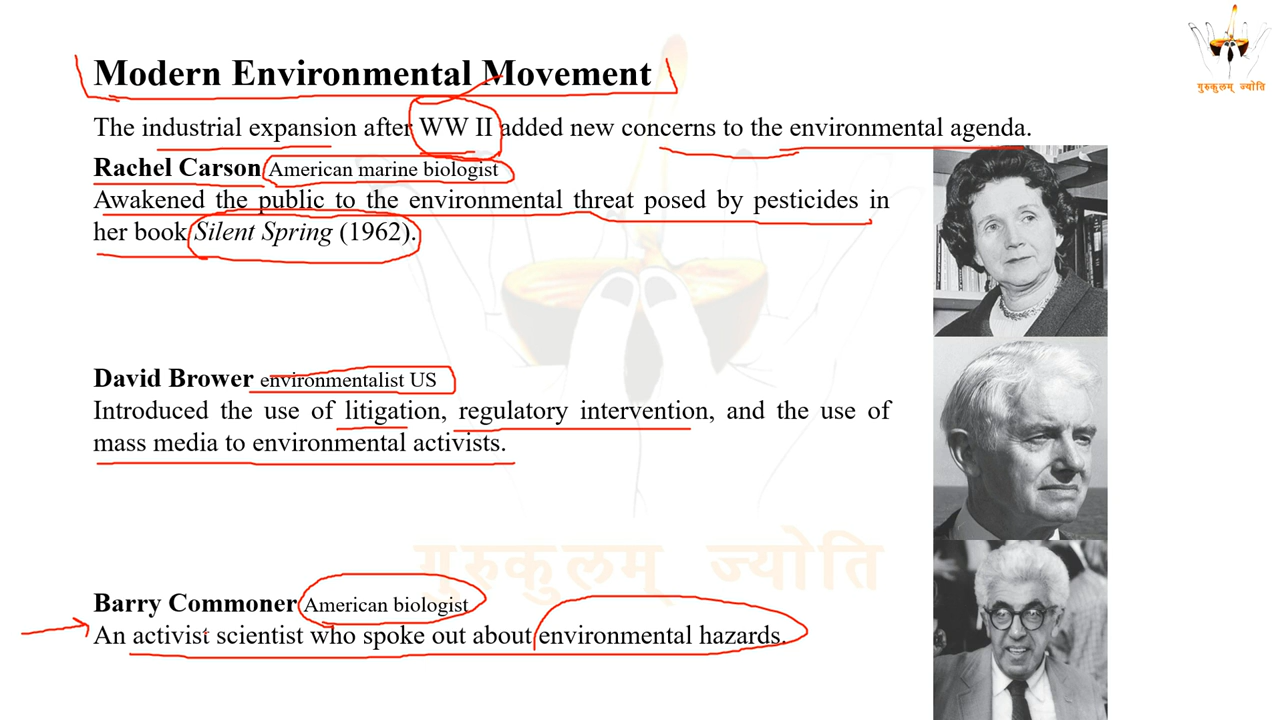 गुरुकुलम् ज्योति
Modern Environmental Movement
The industrial expansion after WW II added new concerns to the environmental agenda.
Rachel Carson American marine biologist
Awakened the public to the environmental threat posed by pesticides in
her book Silent Spring (1962).
David Brower environmentalist US
Introduced the use of litigation, regulatory intervention, and the use of
mass media to environmental activists.
गुरुकुलम् ज्योति
Barry Commoner American biologist
An activist scientist who spoke out about environmental hazards.